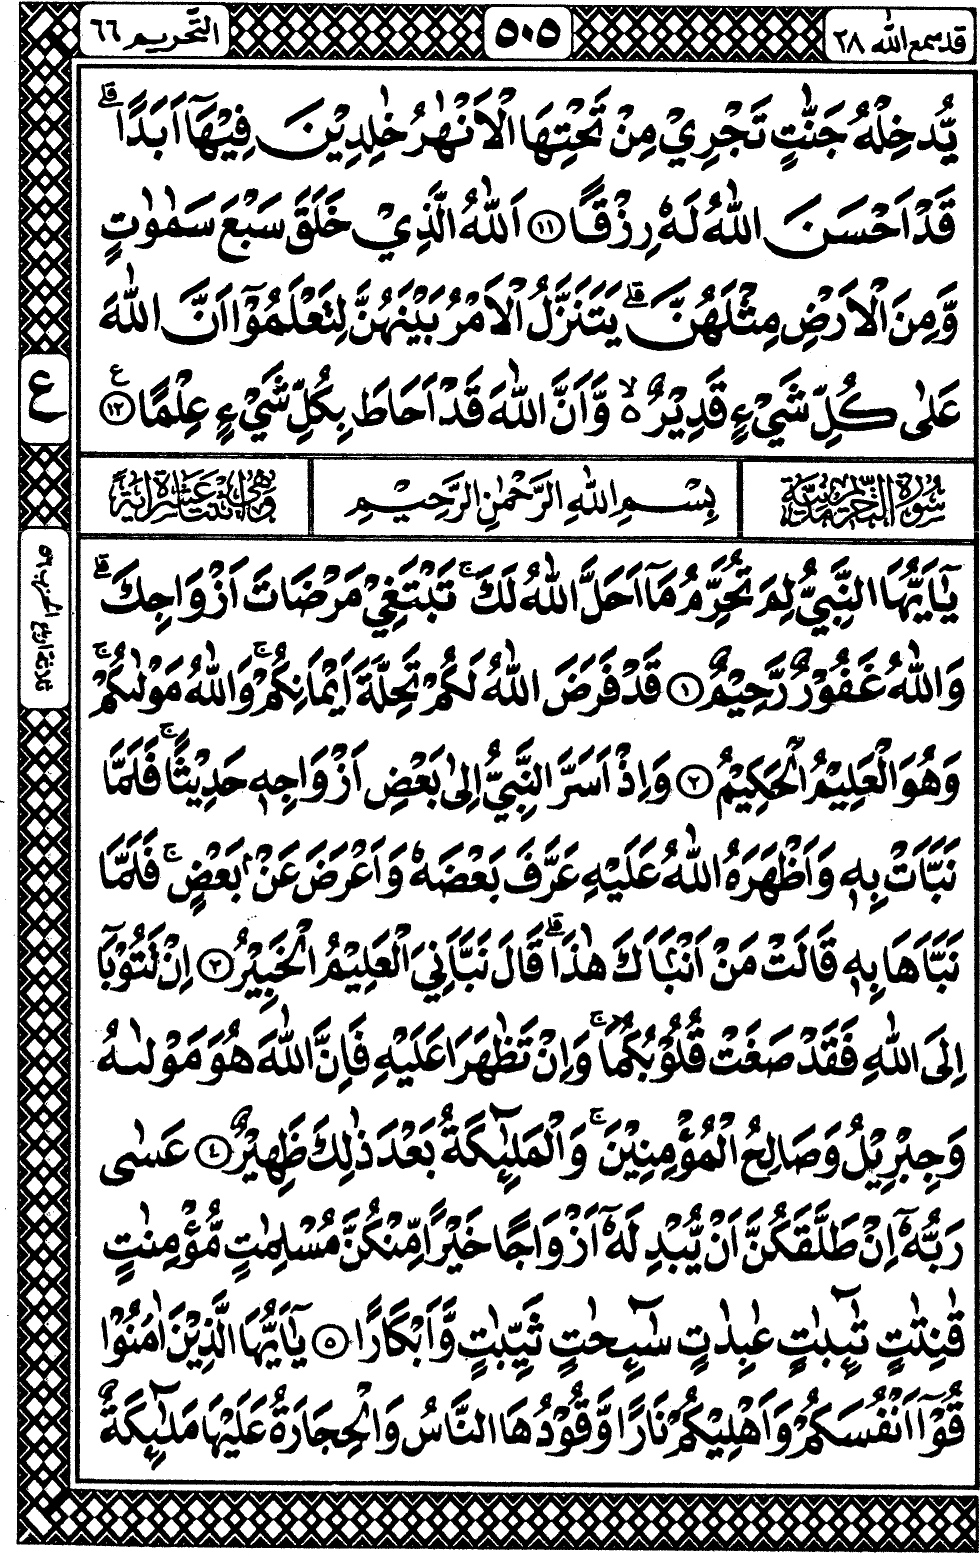 قد سمع الله ٢٨
٥٠٥
التحريم ٦٦
يُّدْخِلْهُ جَنّٰتٍ تَجْرِيْ مِنْ تَحْتِهَا الْاَنْهٰرُ خٰلِدِيْنَ فِيْهَآ اَبَدًا ؕ
قَدْ اَحْسَنَ اللّٰهُ لَهٗ رِزْقًا ﴿١١﴾ اَللّٰهُ الَّذِيْ خَلَقَ سَبْعَ سَمٰوٰتٍ
وَّمِنَ الْاَرْضِ مِثْلَهُنَّ ؕ يَتَنَزَّلُ الْاَمْرُ بَيْنَهُنَّ لِتَعْلَمُوْٓا اَنَّ اللّٰهَ
عَلٰى كُلِّ شَيْءٍ قَدِيْرٌ ۙ وَّاَنَّ اللّٰهَ قَدْ اَحَاطَ بِكُلِّ شَيْءٍ عِلْمًا ﴿١٢﴾ ع
سُوْرَةُ التَّحْرِيْمِ مَدَنِيَّةٌ
بِسْمِ اللّٰهِ الرَّحْمٰنِ الرَّحِيْمِ
وَهِيَ اثْنَتَا عَشْرَةَ اٰيَةً
يٰٓاَيُّهَا النَّبِيُّ لِمَ تُحَرِّمُ مَآ اَحَلَّ اللّٰهُ لَكَ ۚ تَبْتَغِيْ مَرْضَاتَ اَزْوَاجِكَ ؕ
وَاللّٰهُ غَفُوْرٌ رَّحِيْمٌ ﴿١﴾ قَدْ فَرَضَ اللّٰهُ لَكُمْ تَحِلَّةَ اَيْمَانِكُمْ ۚ وَاللّٰهُ مَوْلٰىكُمْ ۚ
وَهُوَ الْعَلِيْمُ الْحَكِيْمُ ﴿٢﴾ وَاِذْ اَسَرَّ النَّبِيُّ اِلٰى بَعْضِ اَزْوَاجِهٖ حَدِيْثًا ۚ فَلَمَّا
نَبَّاَتْ بِهٖ وَاَظْهَرَهُ اللّٰهُ عَلَيْهِ عَرَّفَ بَعْضَهٗ وَاَعْرَضَ عَنْۢ بَعْضٍ ۚ فَلَمَّا
نَبَّاَهَا بِهٖ قَالَتْ مَنْ اَنْۢبَاَكَ هٰذَا ؕ قَالَ نَبَّاَنِيَ الْعَلِيْمُ الْخَبِيْرُ ﴿٣﴾ اِنْ تَتُوْبَآ
اِلَى اللّٰهِ فَقَدْ صَغَتْ قُلُوْبُكُمَا ۚ وَاِنْ تَظٰهَرَا عَلَيْهِ فَاِنَّ اللّٰهَ هُوَ مَوْلٰىهُ
وَجِبْرِيْلُ وَصَالِحُ الْمُؤْمِنِيْنَ ۚ وَالْمَلٰٓئِكَةُ بَعْدَ ذٰلِكَ ظَهِيْرٌ ﴿٤﴾ عَسٰى
رَبُّهٗٓ اِنْ طَلَّقَكُنَّ اَنْ يُّبْدِلَهٗٓ اَزْوَاجًا خَيْرًا مِّنْكُنَّ مُسْلِمٰتٍ مُّؤْمِنٰتٍ
قٰنِتٰتٍ تٰٓئِبٰتٍ عٰبِدٰتٍ سٰٓئِحٰتٍ ثَيِّبٰتٍ وَّاَبْكَارًا ﴿٥﴾ يٰٓاَيُّهَا الَّذِيْنَ اٰمَنُوْا
قُوْٓا اَنْفُسَكُمْ وَاَهْلِيْكُمْ نَارًا وَّقُوْدُهَا النَّاسُ وَالْحِجَارَةُ عَلَيْهَا مَلٰٓئِكَةٌ
ع